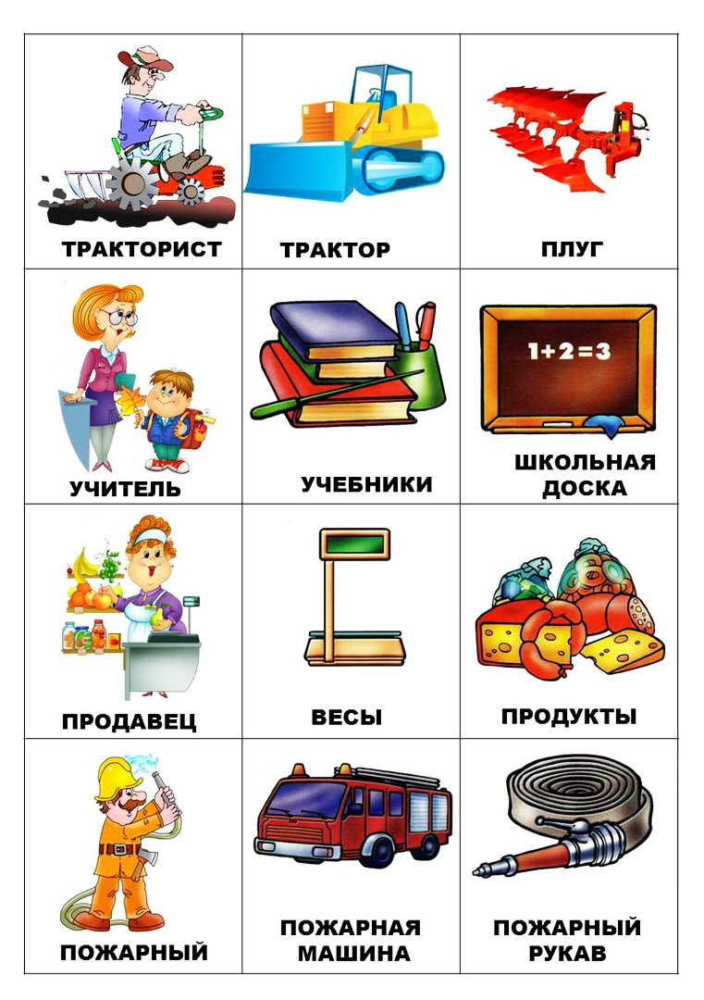 ТРАКТОРИСТ
ТРАКТОР
ПЛУГ
1+2=3
УЧИТЕЛЬ
УЧЕБНИКИ
ШКОЛЬНАЯ
ДОСКА
ПРОДАВЕЦ
ВЕСЫ
ПРОДУКТЫ
ПОЖАРНЫЙ
ПОЖАРНАЯ
МАШИНА
ПОЖАРНЫЙ
РУКАВ